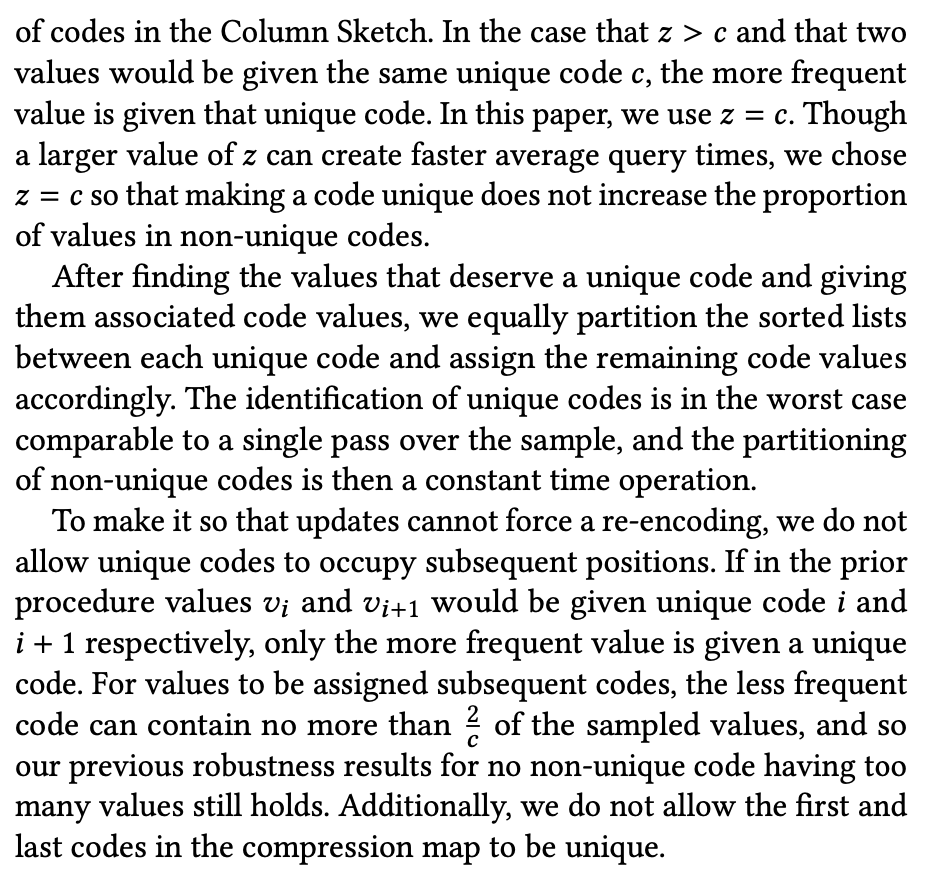 of codes in the Column Sketch. In the case that z > c and that two
values would be given the same unique code c, the more frequent
value is given that unique code. In this paper, we use z = c. Though
a larger value of z can create faster average query times, we chose
z = c so that making a code unique does not increase the proportion
of values in non-unique codes.
After finding the values that deserve a unique code and giving
them associated code values, we equally partition the sorted lists
between each unique code and assign the remaining code values
accordingly. The identification of unique codes is in the worst case
comparable to a single pass over the sample, and the partitioning
of non-unique codes is then a constant time operation.
To make it so that updates cannot force a re-encoding, we do not
allow unique codes to occupy subsequent positions. If in the prior
procedure values vᵢ and vᵢ₊₁ would be given unique code i and
i + 1 respectively, only the more frequent value is given a unique
code. For values to be assigned subsequent codes, the less frequent
code can contain no more than 2/c of the sampled values, and so
our previous robustness results for no non-unique code having too
many values still holds. Additionally, we do not allow the first and
last codes in the compression map to be unique.